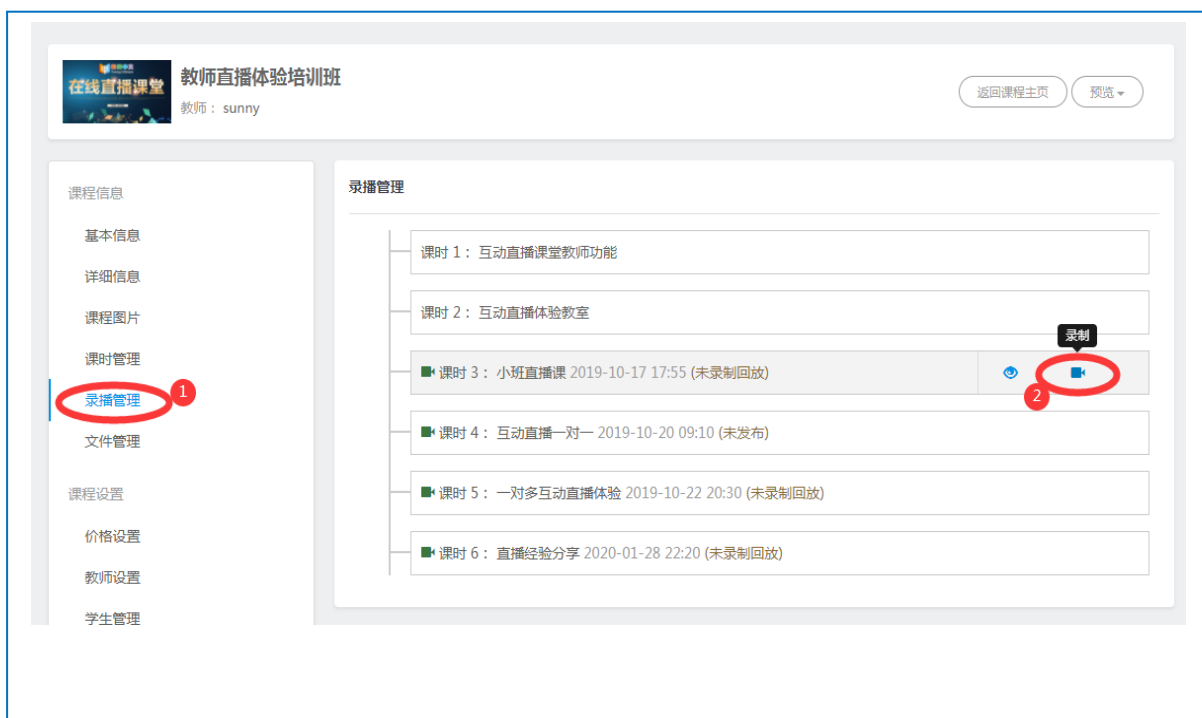 在线直播课堂
教师直播体验培训班
教师： sunny
返回课程主页
预览
课程信息
基本信息
详细信息
课程图片
课时管理
录播管理
1
文件管理
课程设置
价格设置
教师设置
学生管理
录播管理
课时 1： 互动直播课堂教师功能
课时 2： 互动直播体验教室
录制
课时 3： 小班直播课 2019-10-17 17:55 (未录制回放)
2
课时 4： 互动直播一对一 2019-10-20 09:10 (未发布)
课时 5： 一对多互动直播体验 2019-10-22 20:30 (未录制回放)
课时 6： 直播经验分享 2020-01-28 22:20 (未录制回放)